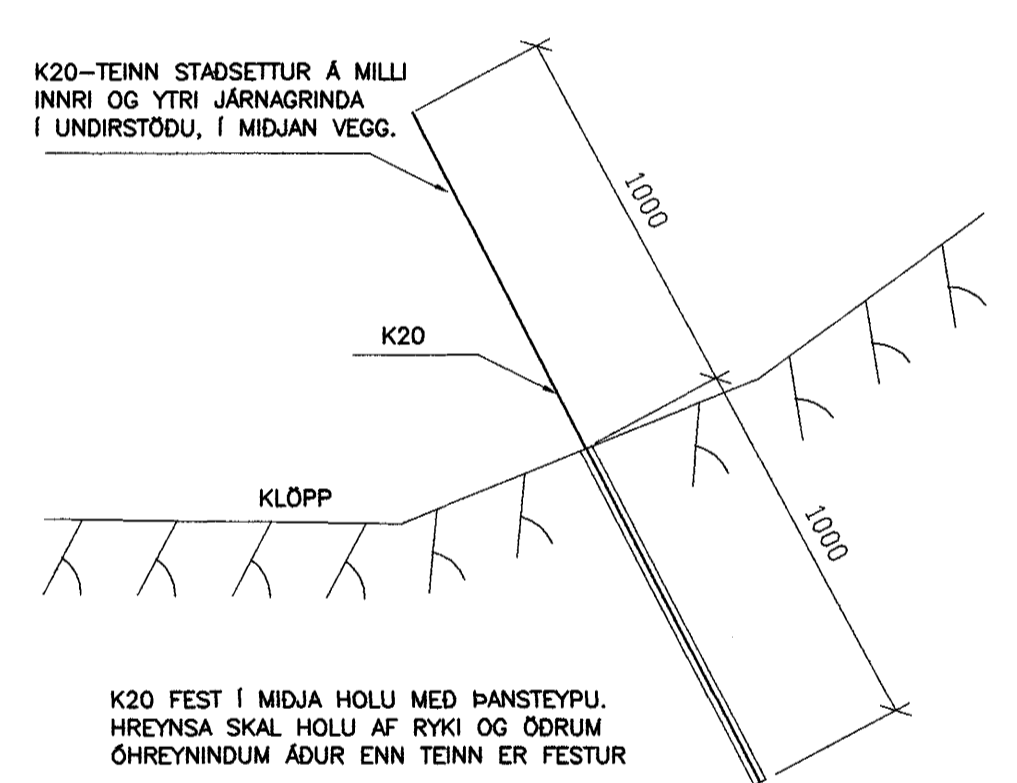 K20-TEINN STAÐSETTUR Á MILLI
INNRI OG YTRI JÁRNAGRINDA
Í UNDIRSTÖÐU, Í MIÐJAN VEGG.
1000
K20
KLÖPP
1000
K20 FEST Í MIÐJA HOLU MEÐ ÞANSTEYPU.
HREYNSA SKAL HOLU AF RYKI OG ÖÐRUM
ÓHREYNINDUM ÁÐUR ENN TEINN ER FESTUR